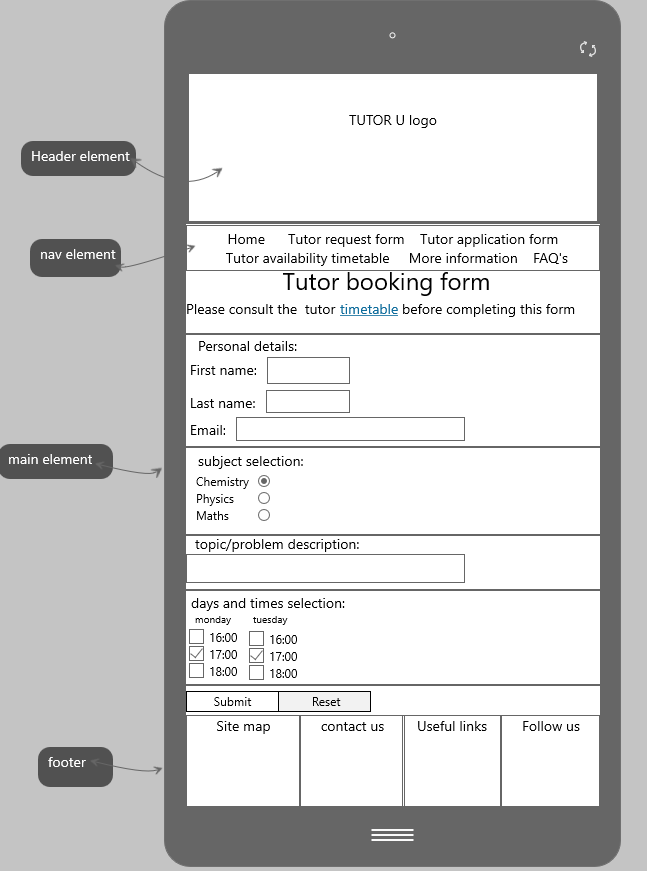 TUTOR U logo
Header element
Home Tutor request form Tutor application form
nav element
Tutor availability timetable More information FAQ's
Tutor booking form
Please consult the tutor timetable before completing this form
Personal details:
First name:
Last name:
Email:
main element
subject selection:
Chemistry
Physics
Maths
topic/problem description:
days and times selection:
monday tuesday
16:00 16:00
17:00 17:00
18:00 18:00
Submit Reset
Site map contact us Useful links Follow us
footer